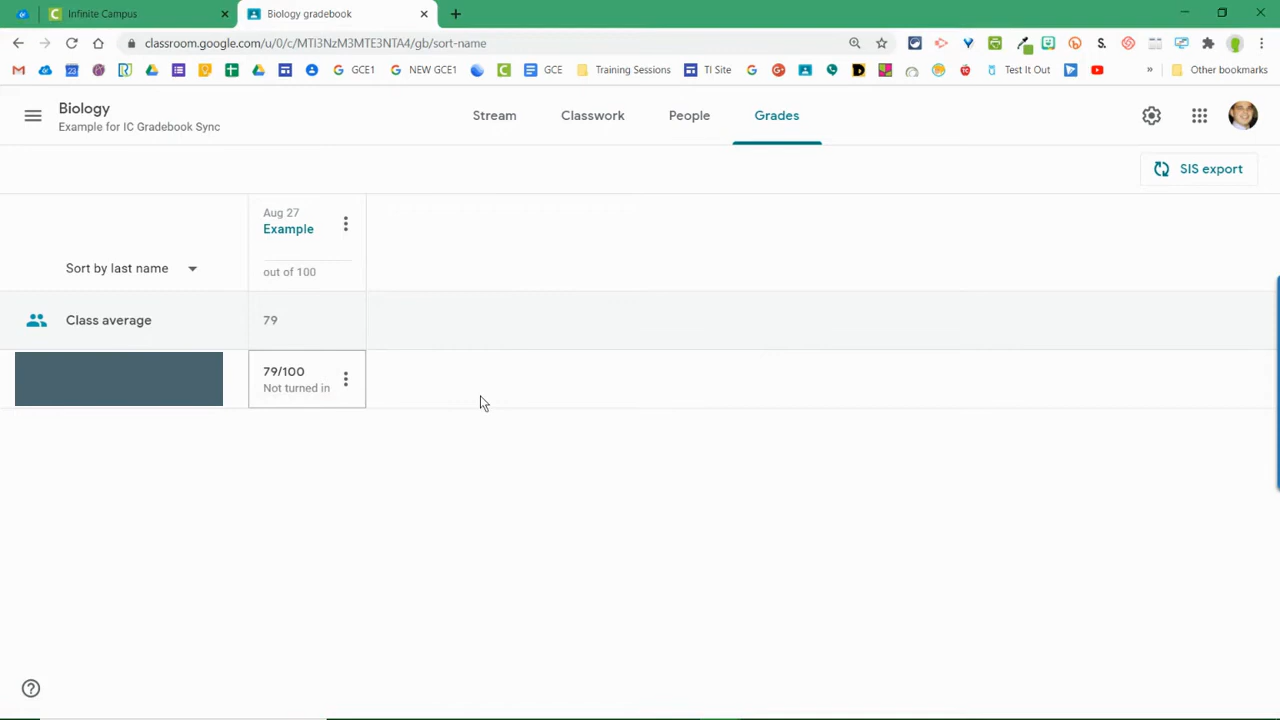 Infinite Campus
Biology gradebook
classroom.google.com/u/0/c/MTI3NzM3MTE3NTA4/gb/sort-name
GCE1
NEW GCE1
GCE
Training Sessions
TI Site
Test It Out
»
Other bookmarks
Biology
Example for IC Gradebook Sync
Stream
Classwork
People
Grades
SIS export
Aug 27
Example
Sort by last name
out of 100
Class average
79
79/100
Not turned in